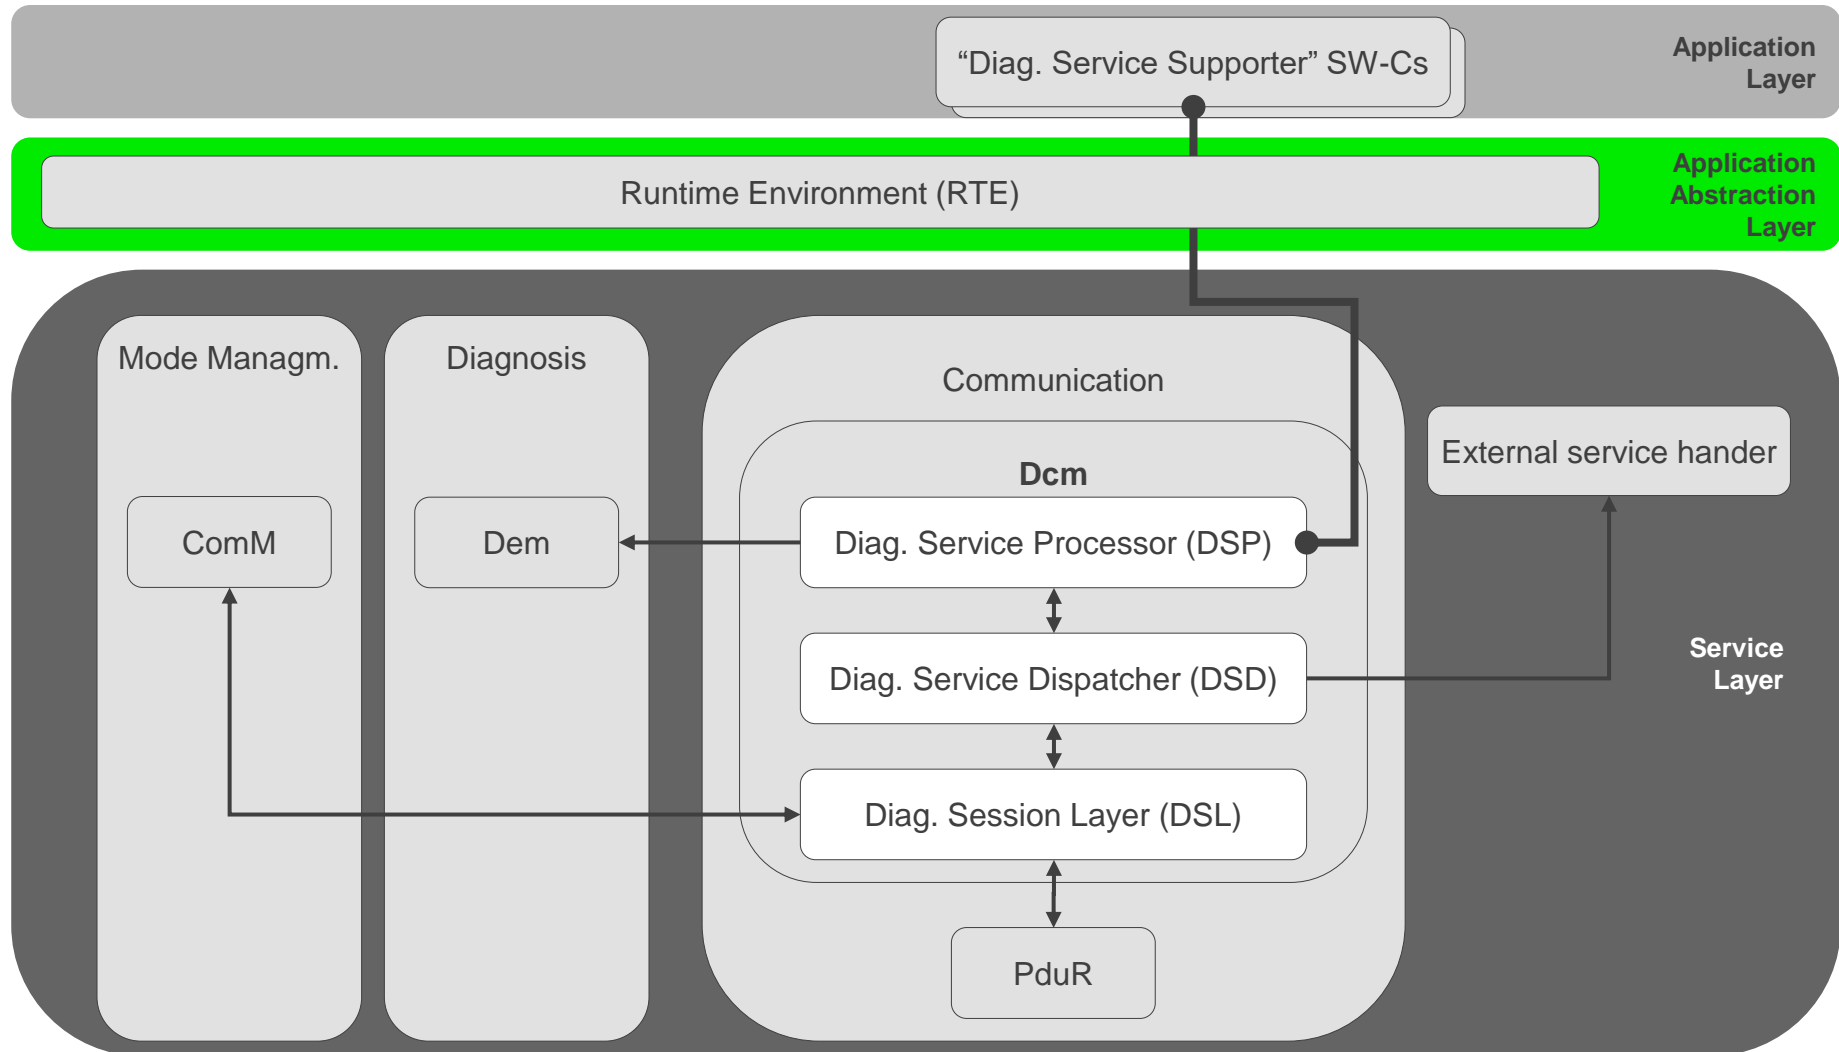 “Diag. Service Supporter” SW-Cs
Application
Layer
Runtime Environment (RTE)
Application
Abstraction
Layer
Mode Managm.
Diagnosis
Communication
External service hander
Dcm
ComM
Dem
Diag. Service Processor (DSP)
Diag. Service Dispatcher (DSD)
Service
Layer
Diag. Session Layer (DSL)
PduR